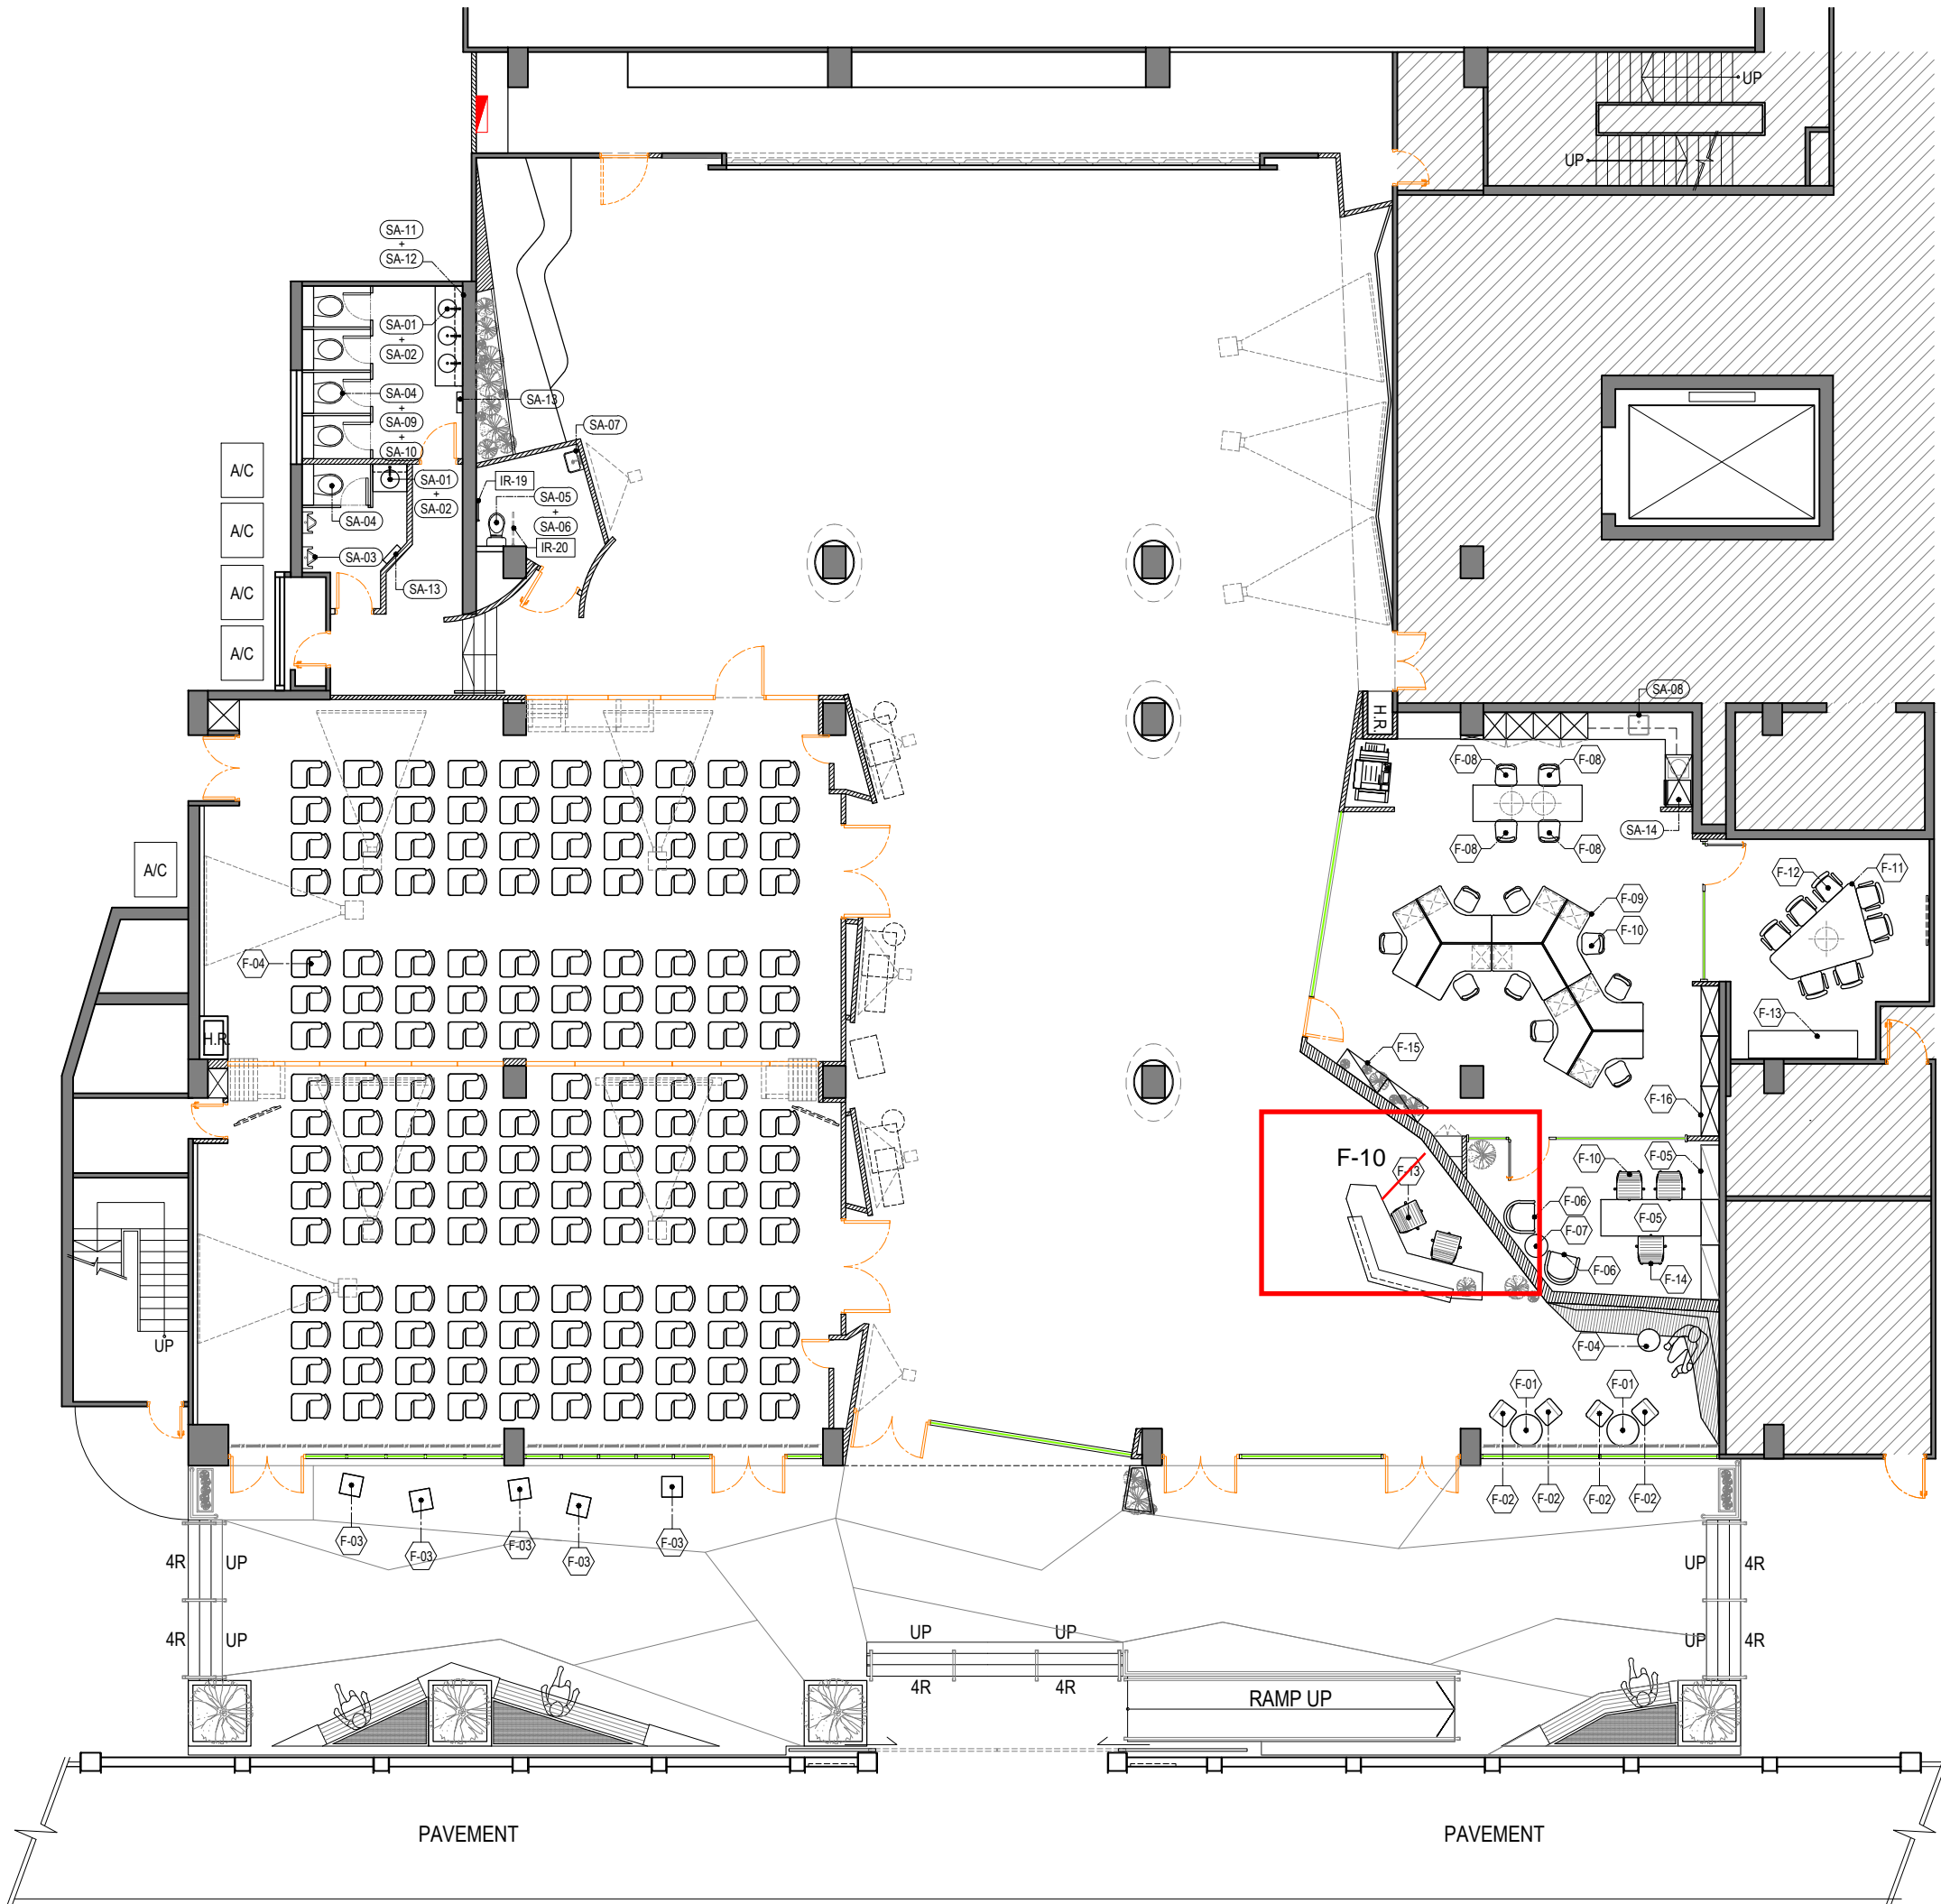 UP
UP
SA-11
+
SA-12
SA-01
+
SA-02
SA-04
+
SA-09
+
SA-10
SA-13
SA-07
A/C
IR-19
SA-01
+
SA-02
SA-05
+
SA-06
IR-20
A/C
SA-04
SA-03
SA-13
A/C
A/C
SA-08
H.R.
F-08
F-08
SA-14
F-08
F-08
A/C
F-12
F-11
F-09
F-10
F-04
F-13
H.R.
F-15
F-16
F-10
F-13
F-10
F-05
F-06
F-05
F-07
F-06
F-14
UP
F-04
F-01
F-01
F-02
F-02
F-02
F-02
F-03
F-03
F-03
F-03
F-03
4R
UP
UP
4R
4R
UP
UP
UP
UP
4R
4R
4R
RAMP UP
PAVEMENT
PAVEMENT